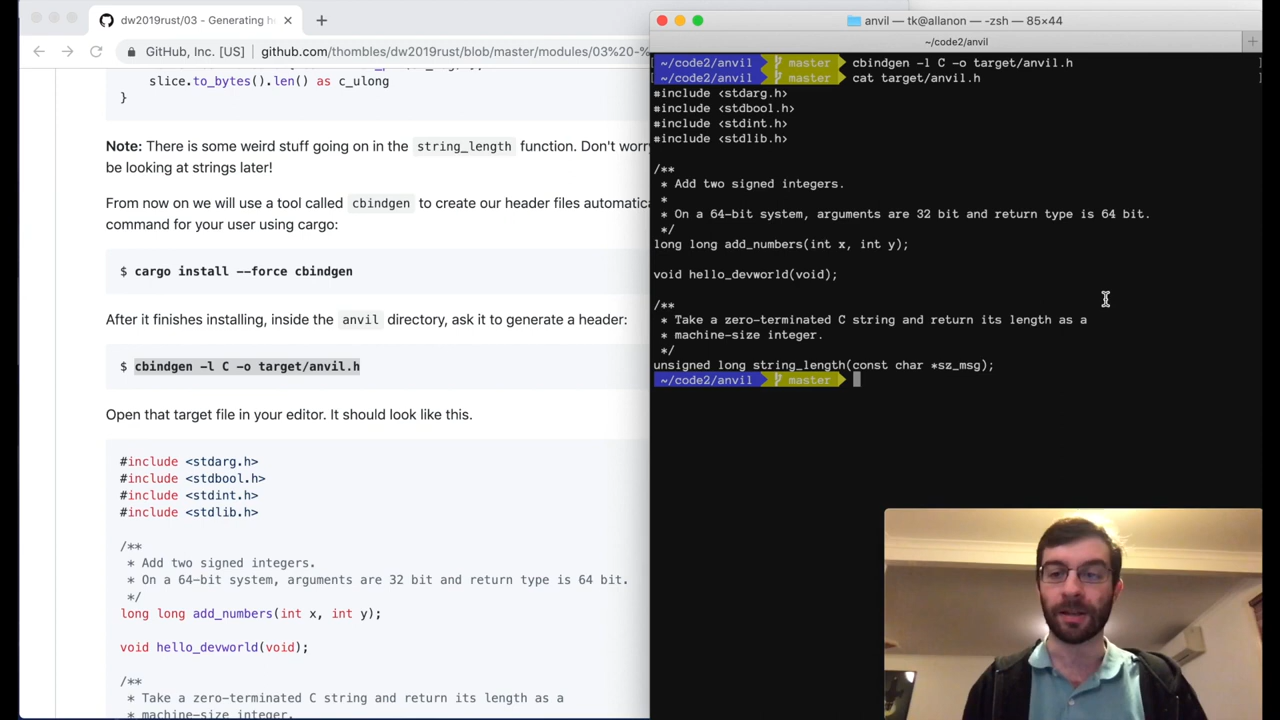 dw2019rust/03 - Generating he
GitHub, Inc. [US]
github.com/thombles/dw2019rust/blob/master/modules/03%20-%
slice.to_bytes().len() as c_ulong
}
Note: There is some weird stuff going on in the string_length function. Don't worry
be looking at strings later!
From now on we will use a tool called cbindgen to create our header files automatica
command for your user using cargo:
$ cargo install --force cbindgen
After it finishes installing, inside the anvil directory, ask it to generate a header:
$ cbindgen -l C -o target/anvil.h
Open that target file in your editor. It should look like this.
#include <stdarg.h>
#include <stdbool.h>
#include <stdint.h>
#include <stdlib.h>
/**
* Add two signed integers.
* On a 64-bit system, arguments are 32 bit and return type is 64 bit.
*/
long long add_numbers(int x, int y);
void hello_devworld(void);
/**
* Take a zero-terminated C string and return its length as a
* machine-size integer.
anvil — tk@allanon — -zsh — 85×44
~/code2/anvil
[ ~/code2/anvil master cbindgen -l C -o target/anvil.h ]
[ ~/code2/anvil master cat target/anvil.h ]
#include <stdarg.h>
#include <stdbool.h>
#include <stdint.h>
#include <stdlib.h>
/**
* Add two signed integers.
*
* On a 64-bit system, arguments are 32 bit and return type is 64 bit.
*/
long long add_numbers(int x, int y);
void hello_devworld(void);
/**
* Take a zero-terminated C string and return its length as a
* machine-size integer.
*/
unsigned long string_length(const char *sz_msg);
~/code2/anvil master